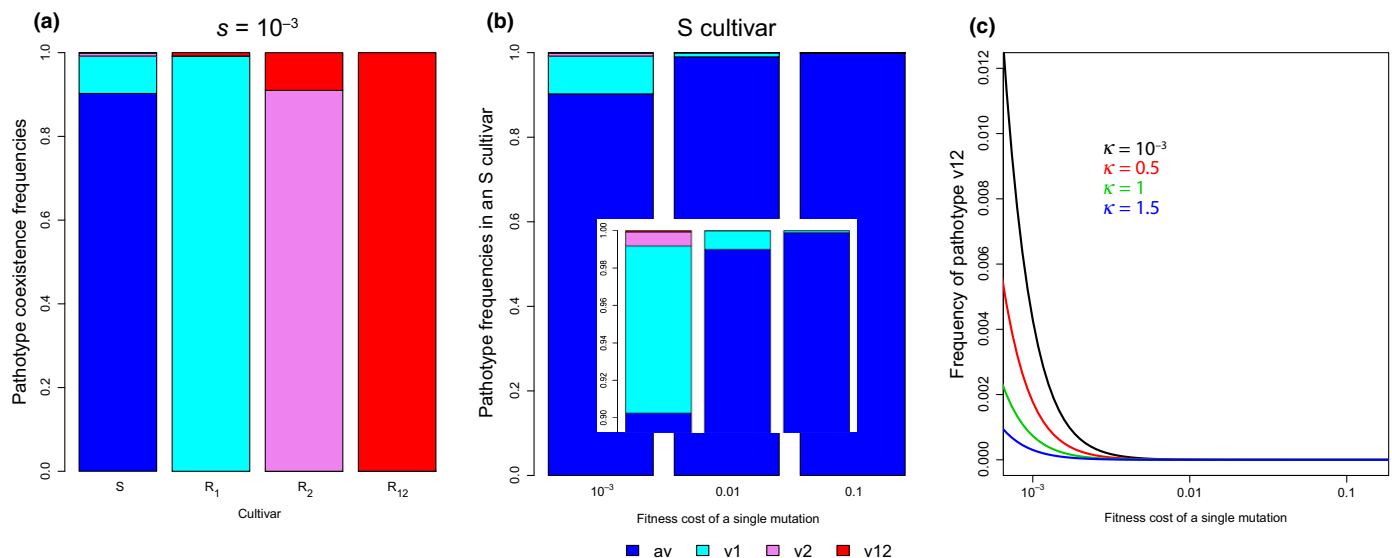 (a)
s = 10⁻³
Pathotype coexistence frequencies
1.0
0.8
0.6
0.4
0.2
0.0
S
R₁
R₂
R₁₂
Cultivar
(b)
S cultivar
Pathotype frequencies in an S cultivar
1.0
0.8
0.6
0.4
0.2
0.0
1.00
0.98
0.96
0.94
0.92
0.90
10⁻³
0.01
0.1
Fitness cost of a single mutation
av
v1
v2
v12
(c)
Frequency of pathotype v12
0.012
0.010
0.008
0.006
0.004
0.002
0.000
κ = 10⁻³
κ = 0.5
κ = 1
κ = 1.5
10⁻³
0.01
0.1
Fitness cost of a single mutation